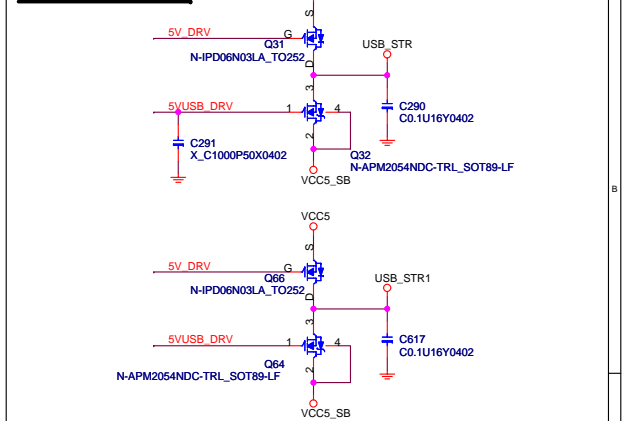 S
5V_DRV
G
Q31
USB_STR
N-IPD06N03LA_TO252
D
3
5VUSB_DRV
1
4
C290
C0.1U16Y0402
C291
X_C1000P50X0402
2
Q32
N-APM2054NDC-TRL_SOT89-LF
VCC5_SB
B
VCC5
S
5V_DRV
G
Q66
USB_STR1
N-IPD06N03LA_TO252
D
3
5VUSB_DRV
1
4
C617
C0.1U16Y0402
Q64
2
N-APM2054NDC-TRL_SOT89-LF
VCC5_SB